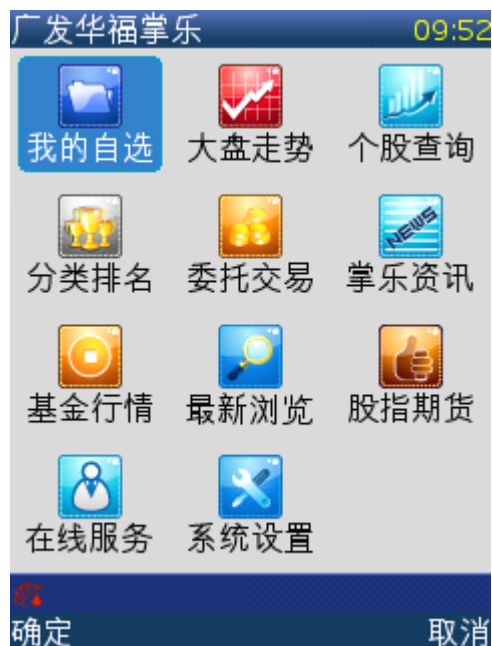 广发华福掌乐 09:52
我的自选 大盘走势 个股查询
NEWS
分类排名 委托交易 掌乐资讯
基金行情 最新浏览 股指期货
在线服务 系统设置
确定 取消